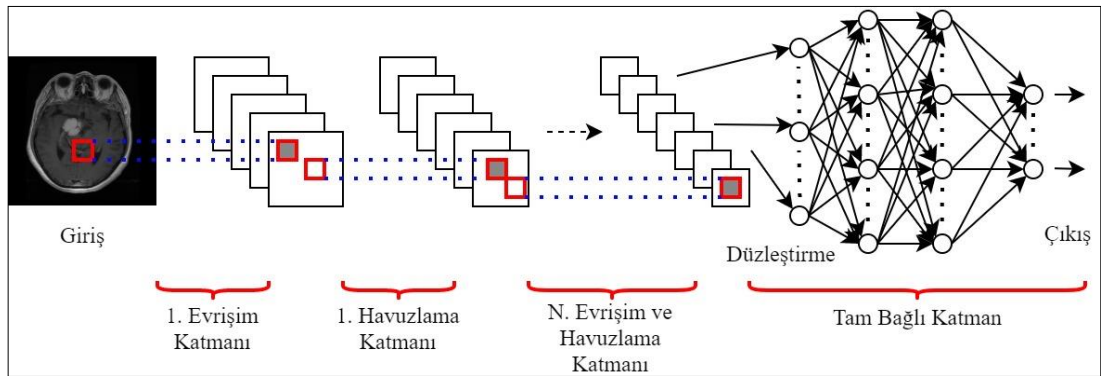 Giriş
Düzleştirme
Çıkış
1. Evrişim
Katmanı
1. Havuzlama
Katmanı
N. Evrişim ve
Havuzlama
Katmanı
Tam Bağlı Katman